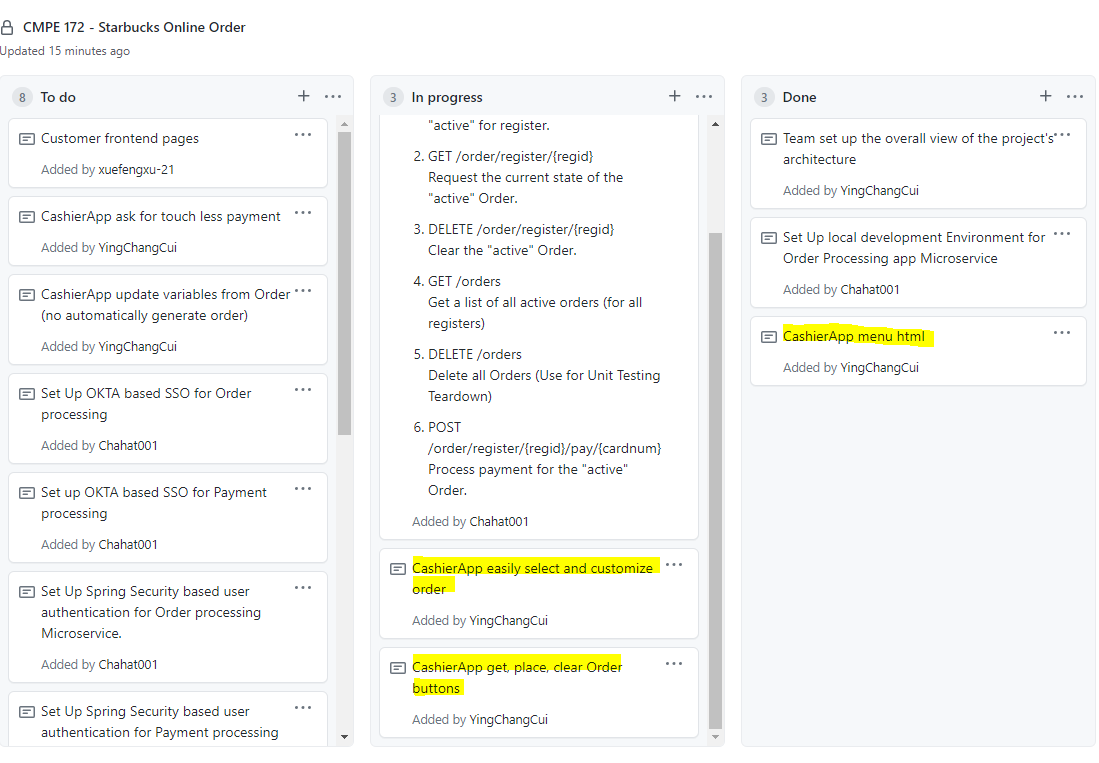 CMPE 172 - Starbucks Online Order
Updated 15 minutes ago
8 To do
Customer frontend pages
Added by xuefengxu-21
CashierApp ask for touch less payment
Added by YingChangCui
CashierApp update variables from Order
(no automatically generate order)
Added by YingChangCui
Set Up OKTA based SSO for Order
processing
Added by Chahat001
Set up OKTA based SSO for Payment
processing
Added by Chahat001
Set Up Spring Security based user
authentication for Order processing
Microservice.
Added by Chahat001
Set Up Spring Security based user
authentication for Payment processing
3 In progress
"active" for register.
2. GET /order/register/{regid}
Request the current state of the
"active" Order.
3. DELETE /order/register/{regid}
Clear the "active" Order.
4. GET /orders
Get a list of all active orders (for all
registers)
5. DELETE /orders
Delete all Orders (Use for Unit Testing
Teardown)
6. POST
/order/register/{regid}/pay/{cardnum}
Process payment for the "active"
Order.
Added by Chahat001
CashierApp easily select and customize
order
Added by YingChangCui
CashierApp get, place, clear Order
buttons
Added by YingChangCui
3 Done
Team set up the overall view of the project's
architecture
Added by YingChangCui
Set Up local development Environment for
Order Processing app Microservice
Added by Chahat001
CashierApp menu html
Added by YingChangCui